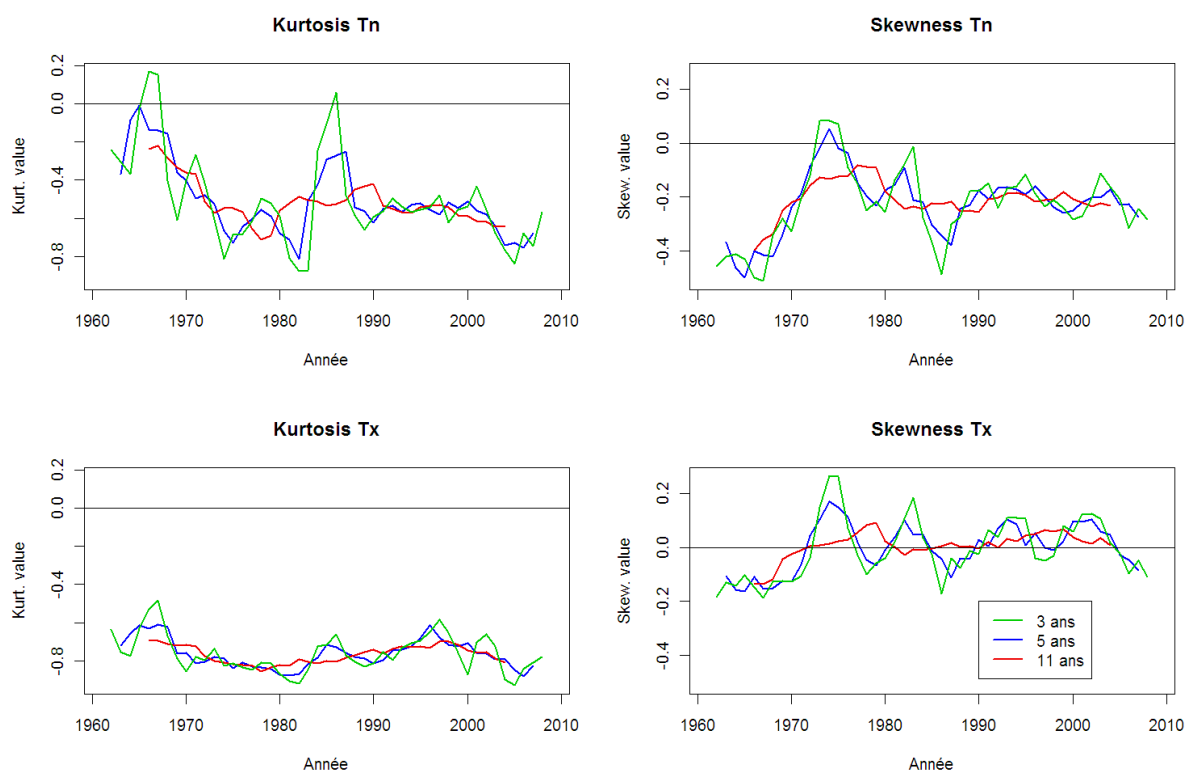 Kurtosis Tn
Kurt. value
0.2
0.0
-0.4
-0.8
1960 1970 1980 1990 2000 2010
Année
Skewness Tn
Skew. value
0.2
0.0
-0.2
-0.4
1960 1970 1980 1990 2000 2010
Année
Kurtosis Tx
Kurt. value
0.2
0.0
-0.4
-0.8
1960 1970 1980 1990 2000 2010
Année
Skewness Tx
Skew. value
0.2
0.0
-0.2
-0.4
3 ans
5 ans
11 ans
1960 1970 1980 1990 2000 2010
Année